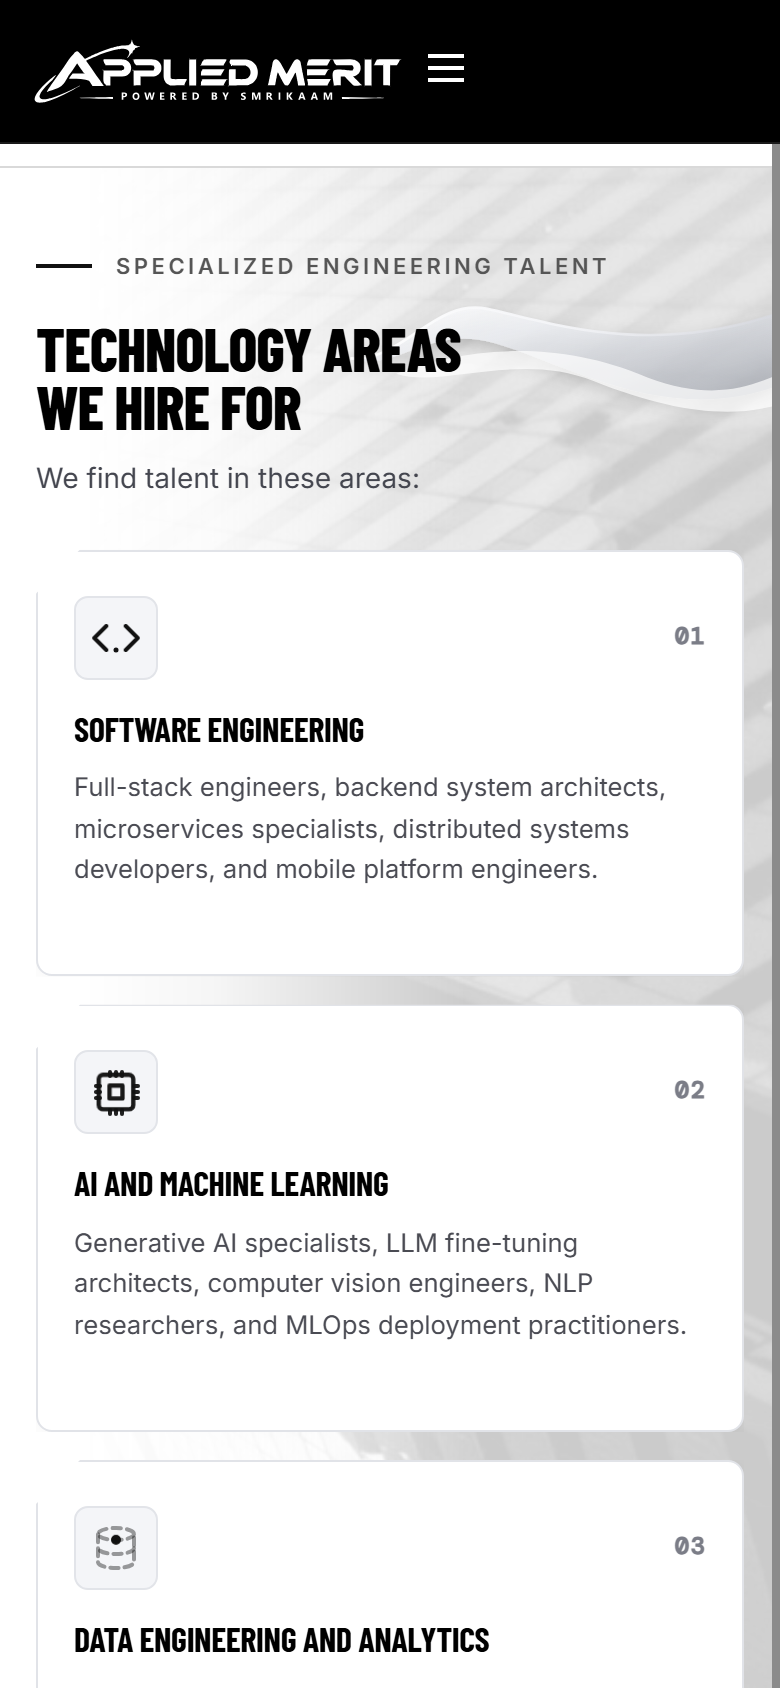 APPLIED MERIT
POWERED BY SMRIKAAM
SPECIALIZED ENGINEERING TALENT
TECHNOLOGY AREAS
WE HIRE FOR
We find talent in these areas:
01
SOFTWARE ENGINEERING
Full-stack engineers, backend system architects,
microservices specialists, distributed systems
developers, and mobile platform engineers.
02
AI AND MACHINE LEARNING
Generative AI specialists, LLM fine-tuning
architects, computer vision engineers, NLP
researchers, and MLOps deployment practitioners.
03
DATA ENGINEERING AND ANALYTICS